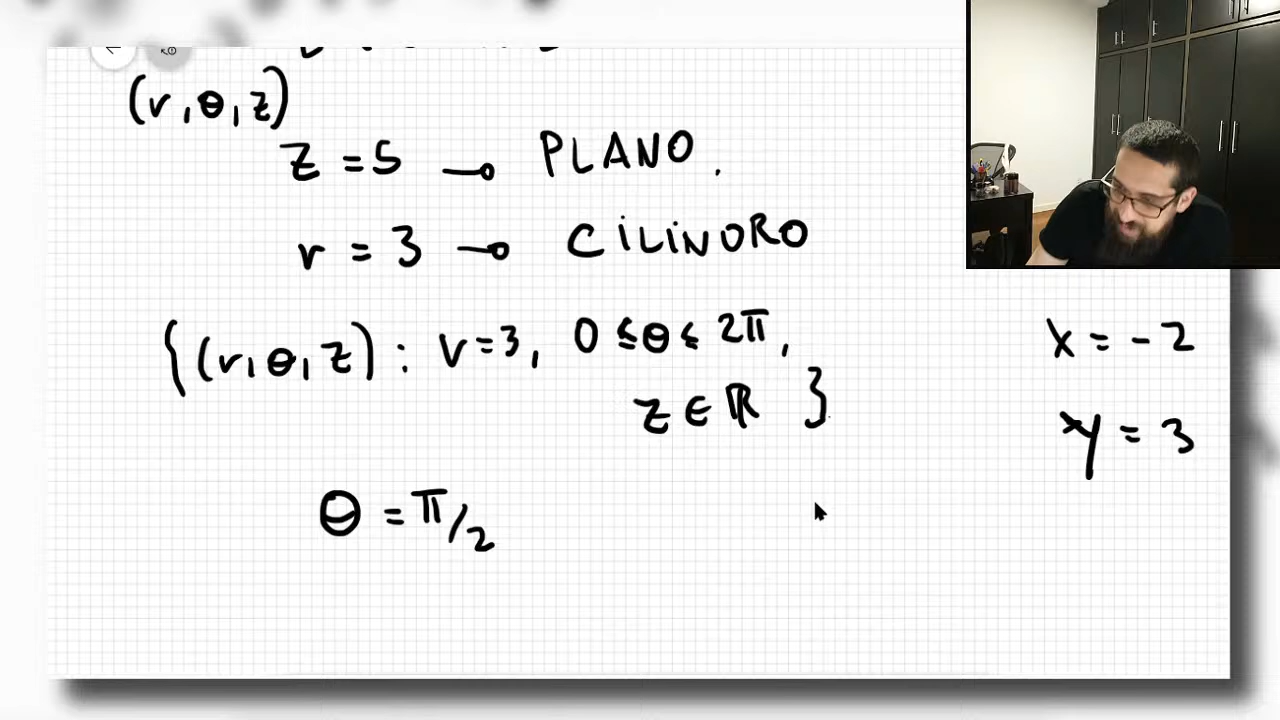 (r, θ, z)
z = 5 ⊸ PLANO.
r = 3 ⊸ CILINDRO
{(r, θ, z) : r = 3, 0 ≤ θ ≤ 2π,
z ∈ ℝ }
θ = π/2
x = -2
y = 3